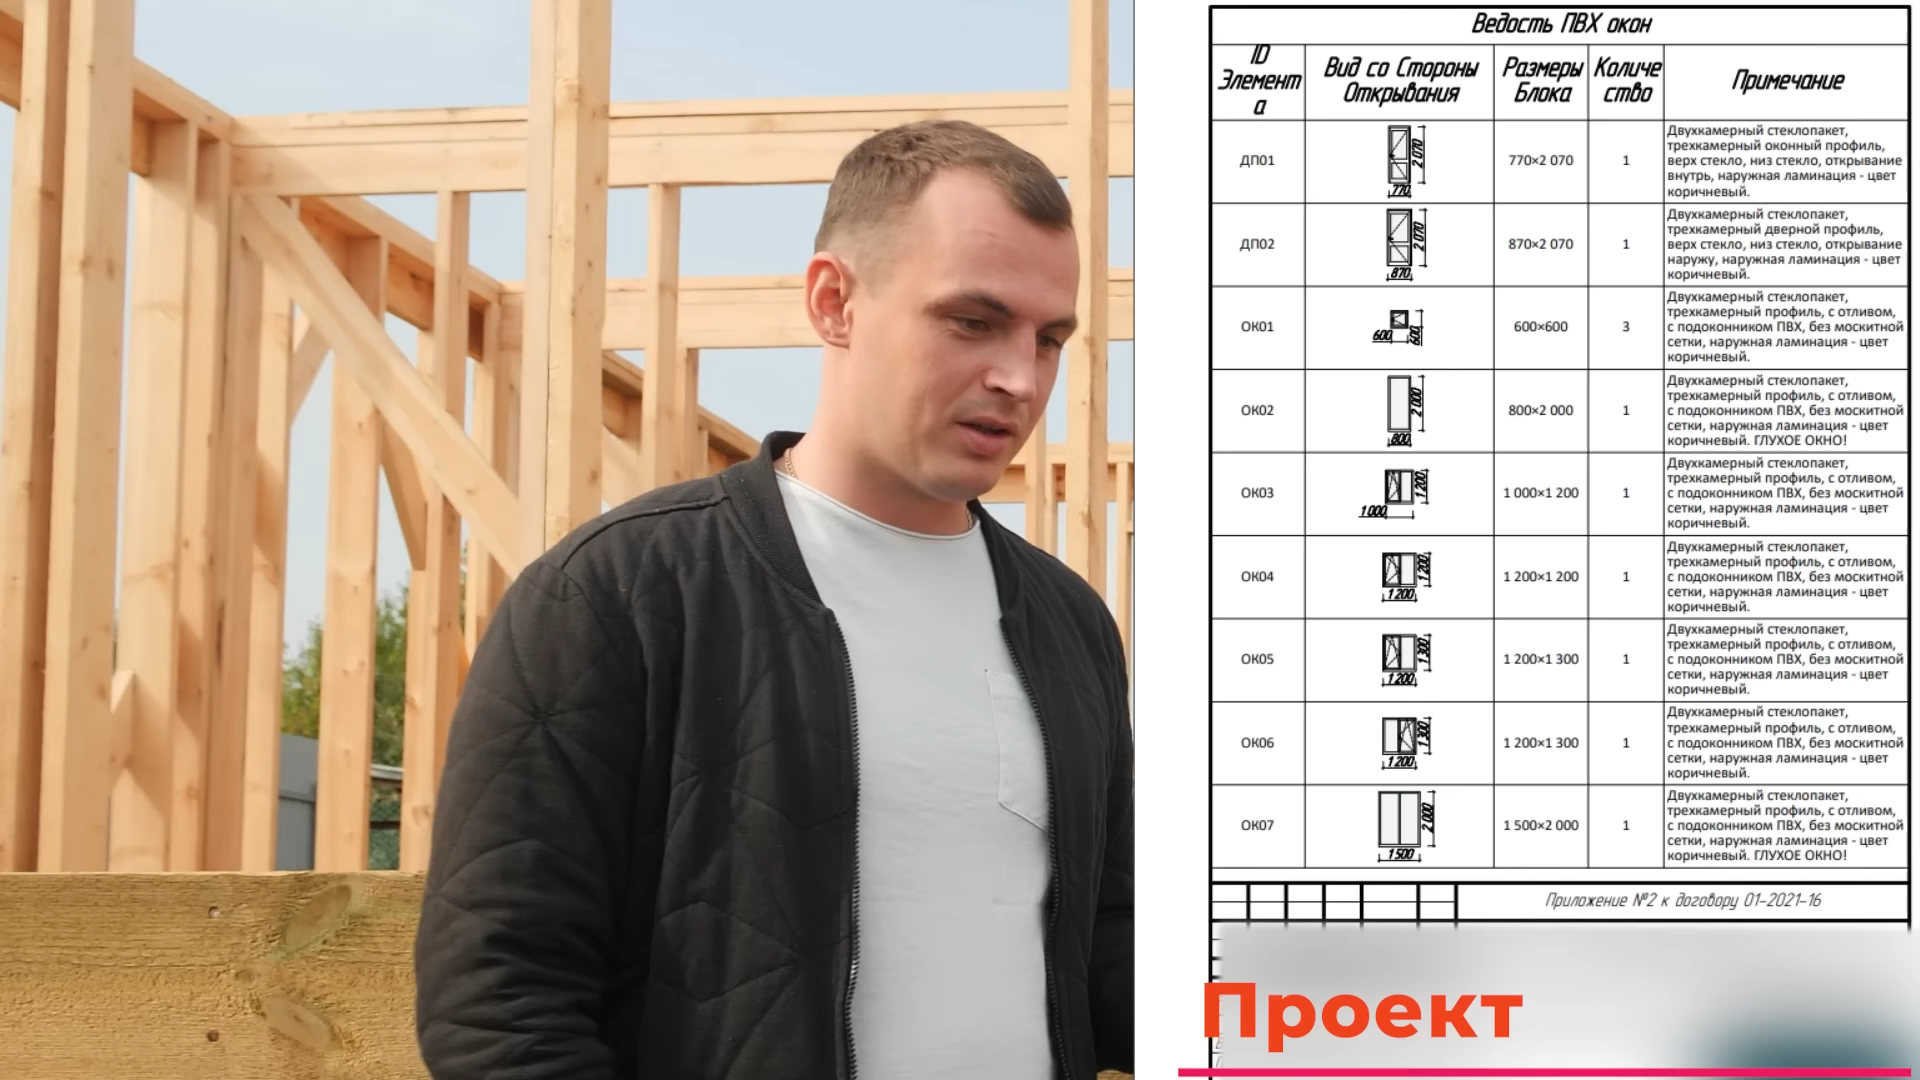 Ведость ПВХ окон
ID
Элемент
а
Вид со Стороны
Открывания
Размеры
Блока
Количе
ство
Примечание
ДП01
2 070
770
770×2 070
1
Двухкамерный стеклопакет,
трехкамерный оконный профиль,
верх стекло, низ стекло, открывание
внутрь, наружная ламинация - цвет
коричневый.
ДП02
2 070
870
870×2 070
1
Двухкамерный стеклопакет,
трехкамерный дверной профиль,
верх стекло, низ стекло, открывание
наружу, наружная ламинация - цвет
коричневый.
ОК01
600
600
600×600
3
Двухкамерный стеклопакет,
трехкамерный профиль, с отливом,
с подоконником ПВХ, без москитной
сетки, наружная ламинация - цвет
коричневый.
ОК02
2 000
800
800×2 000
1
Двухкамерный стеклопакет,
трехкамерный профиль, с отливом,
с подоконником ПВХ, без москитной
сетки, наружная ламинация - цвет
коричневый. ГЛУХОЕ ОКНО!
ОК03
1 200
1 000
1 000×1 200
1
Двухкамерный стеклопакет,
трехкамерный профиль, с отливом,
с подоконником ПВХ, без москитной
сетки, наружная ламинация - цвет
коричневый.
ОК04
1 200
1 200
1 200×1 200
1
Двухкамерный стеклопакет,
трехкамерный профиль, с отливом,
с подоконником ПВХ, без москитной
сетки, наружная ламинация - цвет
коричневый.
ОК05
1 300
1 200
1 200×1 300
1
Двухкамерный стеклопакет,
трехкамерный профиль, с отливом,
с подоконником ПВХ, без москитной
сетки, наружная ламинация - цвет
коричневый.
ОК06
1 300
1 200
1 200×1 300
1
Двухкамерный стеклопакет,
трехкамерный профиль, с отливом,
с подоконником ПВХ, без москитной
сетки, наружная ламинация - цвет
коричневый.
ОК07
2 000
1 500
1 500×2 000
1
Двухкамерный стеклопакет,
трехкамерный профиль, с отливом,
с подоконником ПВХ, без москитной
сетки, наружная ламинация - цвет
коричневый. ГЛУХОЕ ОКНО!
Приложение №2 к договору 01-2021-16
Проект